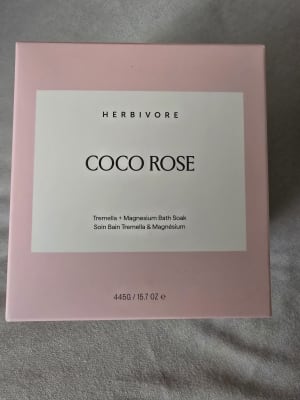 HERBIVORE
COCO ROSE
Tremella + Magnesium Bath Soak
Soin Bain Tremella & Magnésium
445G / 15.7 OZ ℮